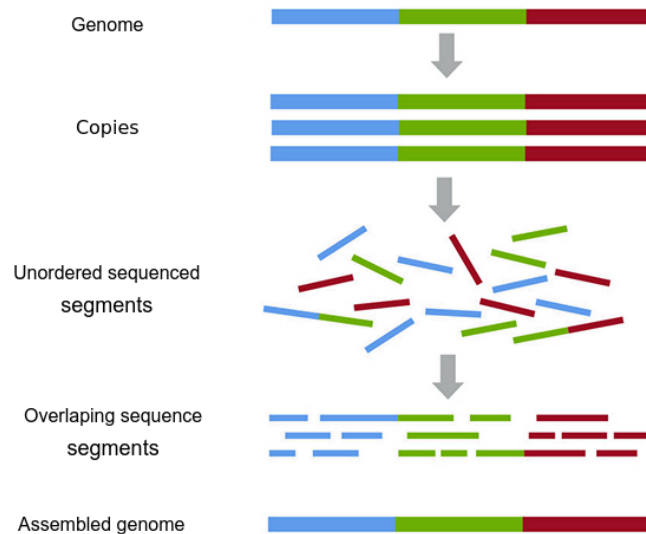 Genome
Copies
Unordered sequenced
segments
Overlaping sequence
segments
Assembled genome